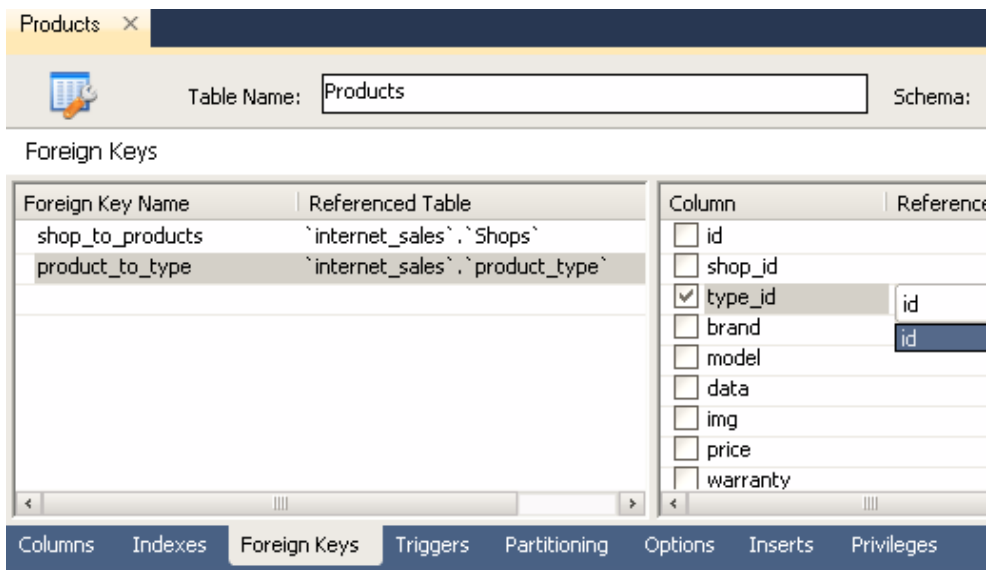 Products
Table Name: Products Schema:
Foreign Keys
Foreign Key Name Referenced Table Column Reference
shop_to_products `internet_sales`.`Shops` id
product_to_type `internet_sales`.`product_type` shop_id
type_id id
brand id
model
data
img
price
warranty
Columns Indexes Foreign Keys Triggers Partitioning Options Inserts Privileges